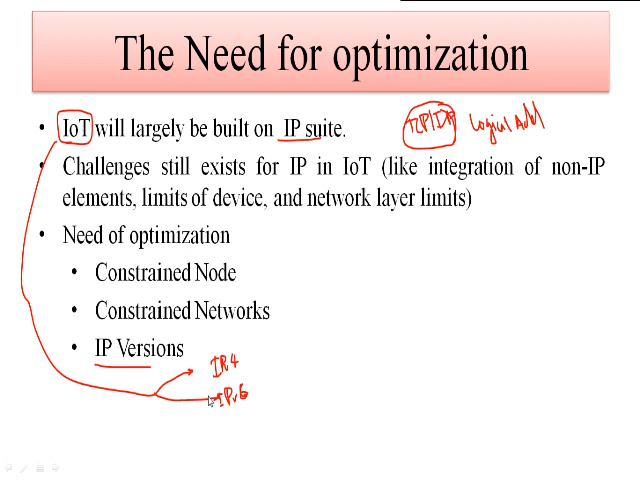 The Need for optimization
• IoT will largely be built on IP suite. TCP/IP Logical Add
• Challenges still exists for IP in IoT (like integration of non-IP
elements, limits of device, and network layer limits)
• Need of optimization
• Constrained Node
• Constrained Networks
• IP Versions
IPv4
IPv6